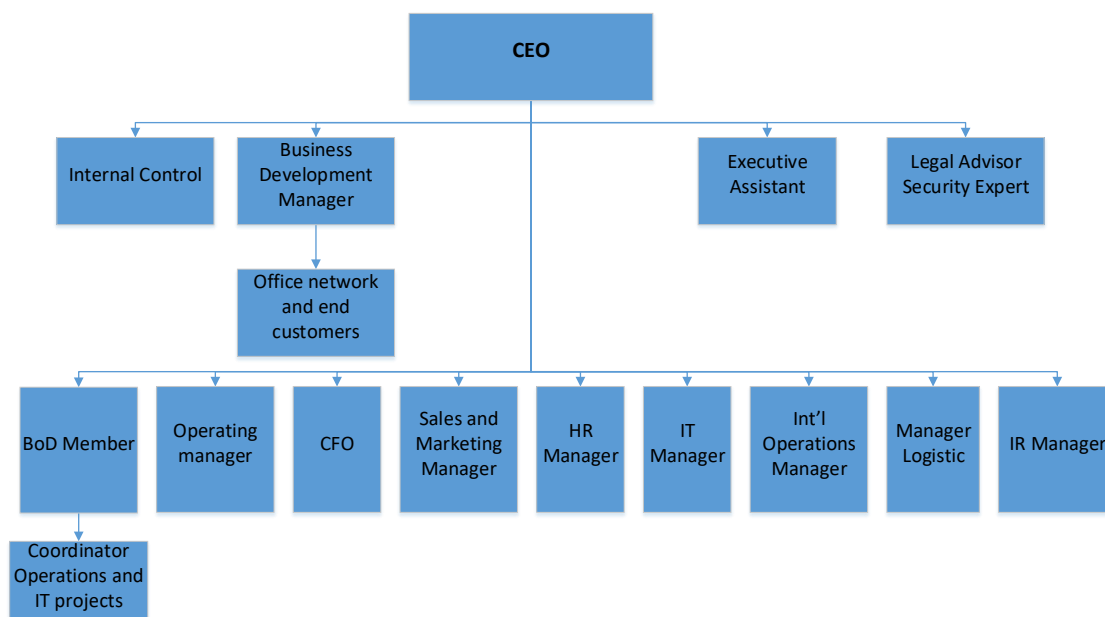 CEO
Internal Control
Business
Development
Manager
Executive
Assistant
Legal Advisor
Security Expert
Office network
and end
customers
BoD Member
Operating
manager
CFO
Sales and
Marketing
Manager
HR
Manager
IT
Manager
Int’l
Operations
Manager
Manager
Logistic
IR Manager
Coordinator
Operations and
IT projects